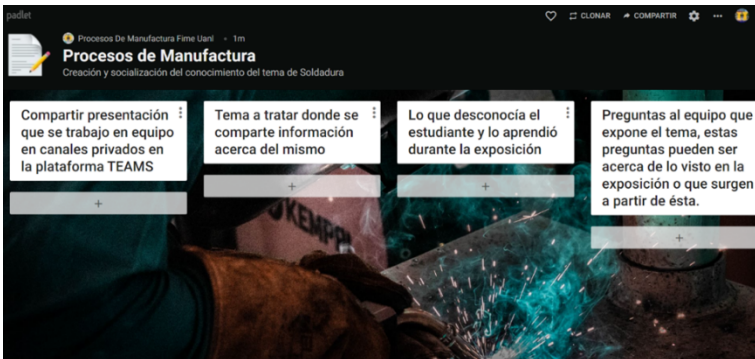 padlet
CLONAR
COMPARTIR
Procesos De Manufactura Fime Uanl • 1m
Procesos de Manufactura
Creación y socialización del conocimiento del tema de Soldadura
Compartir presentación
que se trabajo en equipo
en canales privados en
la plataforma TEAMS
+
Tema a tratar donde se
comparte información
acerca del mismo
+
Lo que desconocía el
estudiante y lo aprendió
durante la exposición
+
Preguntas al equipo que
expone el tema, estas
preguntas pueden ser
acerca de lo visto en la
exposición o que surgen
a partir de ésta.
+
KEMPPI